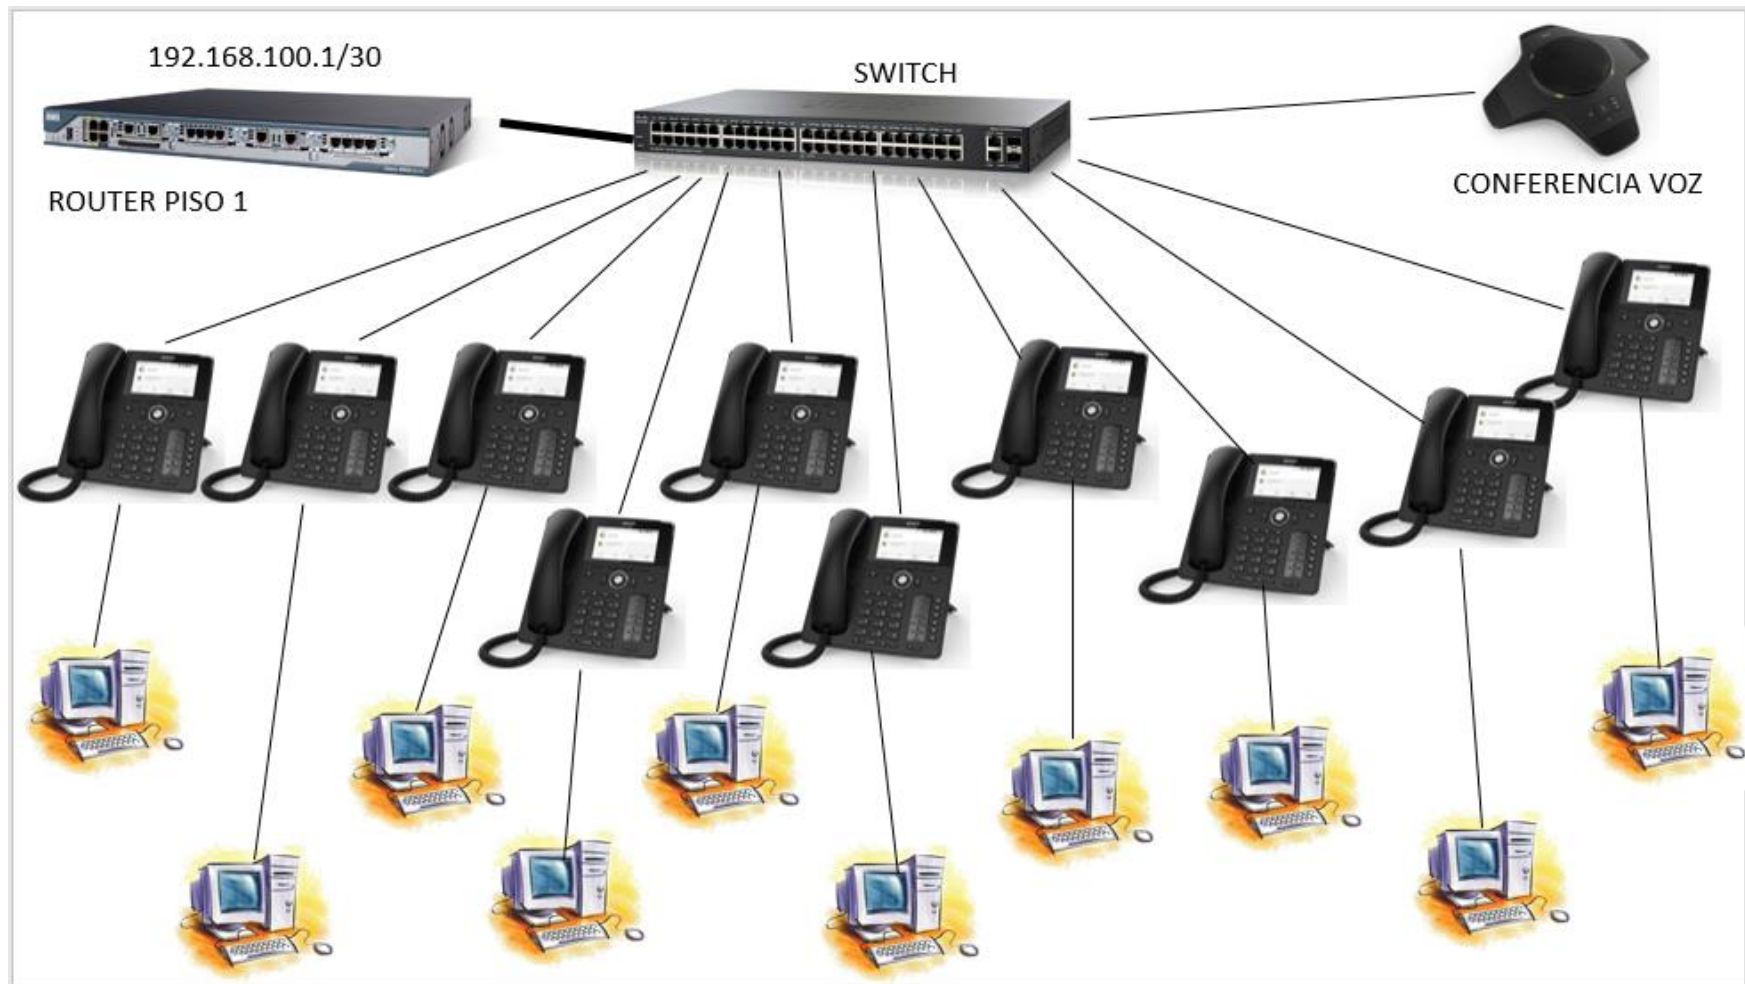 192.168.100.1/30
SWITCH
CONFERENCIA VOZ
ROUTER PISO 1